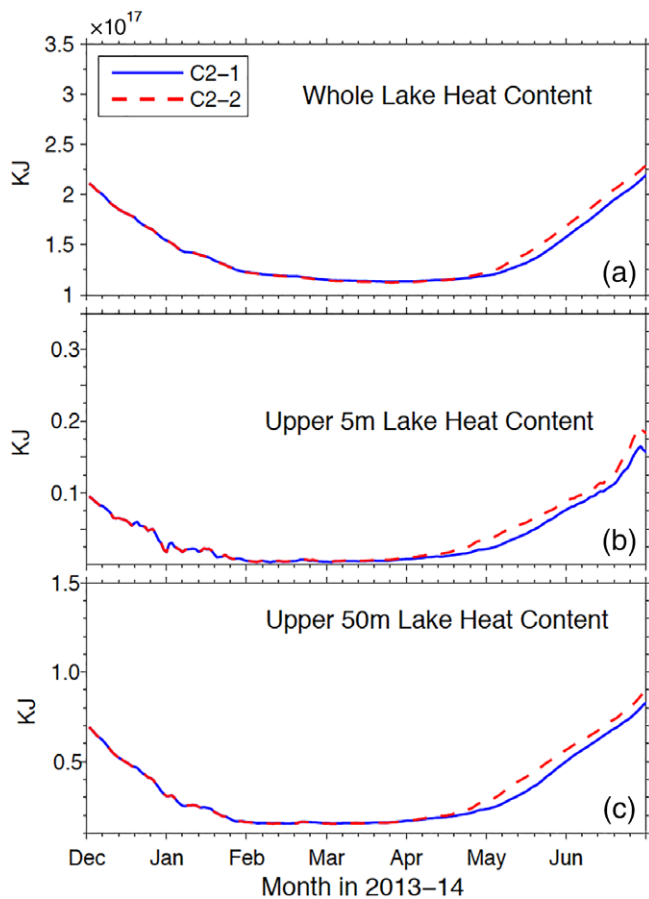 ×10¹⁷
3.5
C2−1
C2−2
Whole Lake Heat Content
3
2.5
KJ
2
1.5
(a)
1
0.3
Upper 5m Lake Heat Content
0.2
KJ
0.1
(b)
1.5
Upper 50m Lake Heat Content
1.0
KJ
0.5
(c)
Dec Jan Feb Mar Apr May Jun
Month in 2013−14